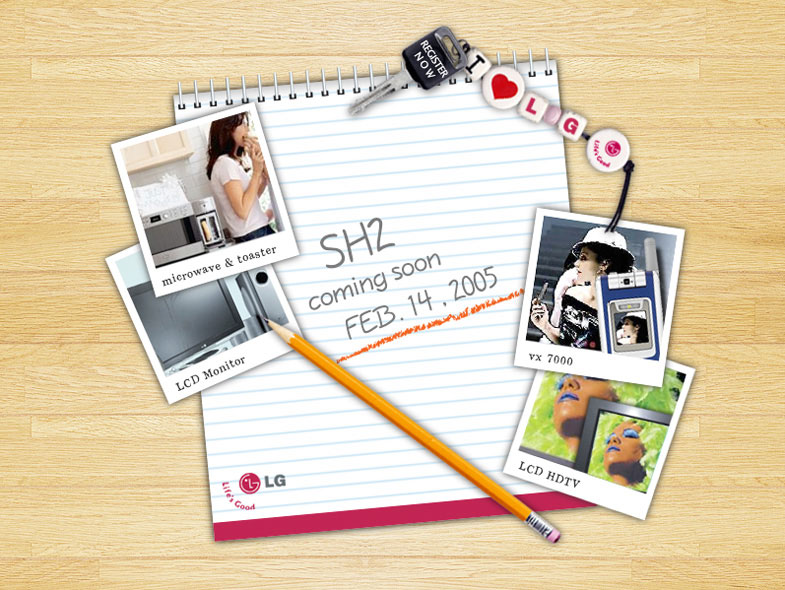 REGISTER
NOW
I
L G
Life's Good
microwave & toaster
SH2
coming soon
FEB. 14, 2005
LCD Monitor
vx 7000
LCD HDTV
LG
Life's Good